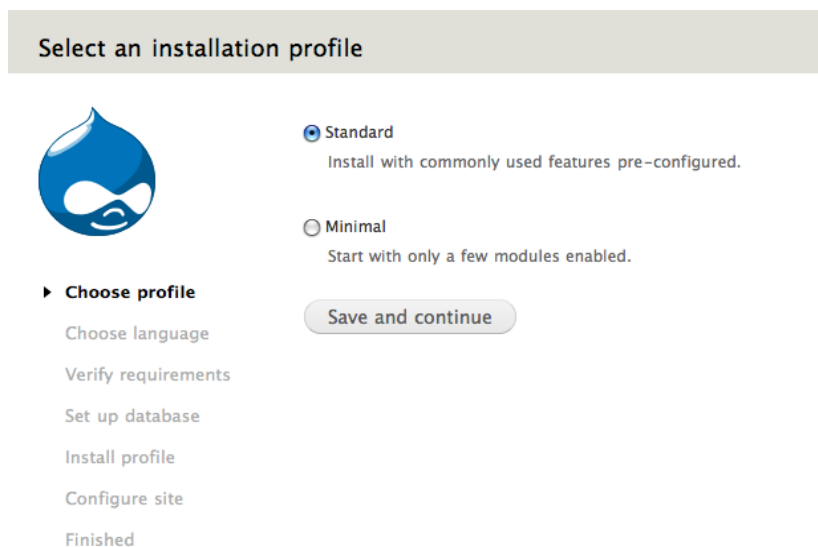 Select an installation profile
Standard
Install with commonly used features pre-configured.
Minimal
Start with only a few modules enabled.
Save and continue
Choose profile
Choose language
Verify requirements
Set up database
Install profile
Configure site
Finished